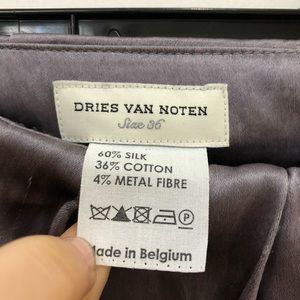 DRIES VAN NOTEN
Size 36
60% SILK
36% COTTON
4% METAL FIBRE
P
Made in Belgium